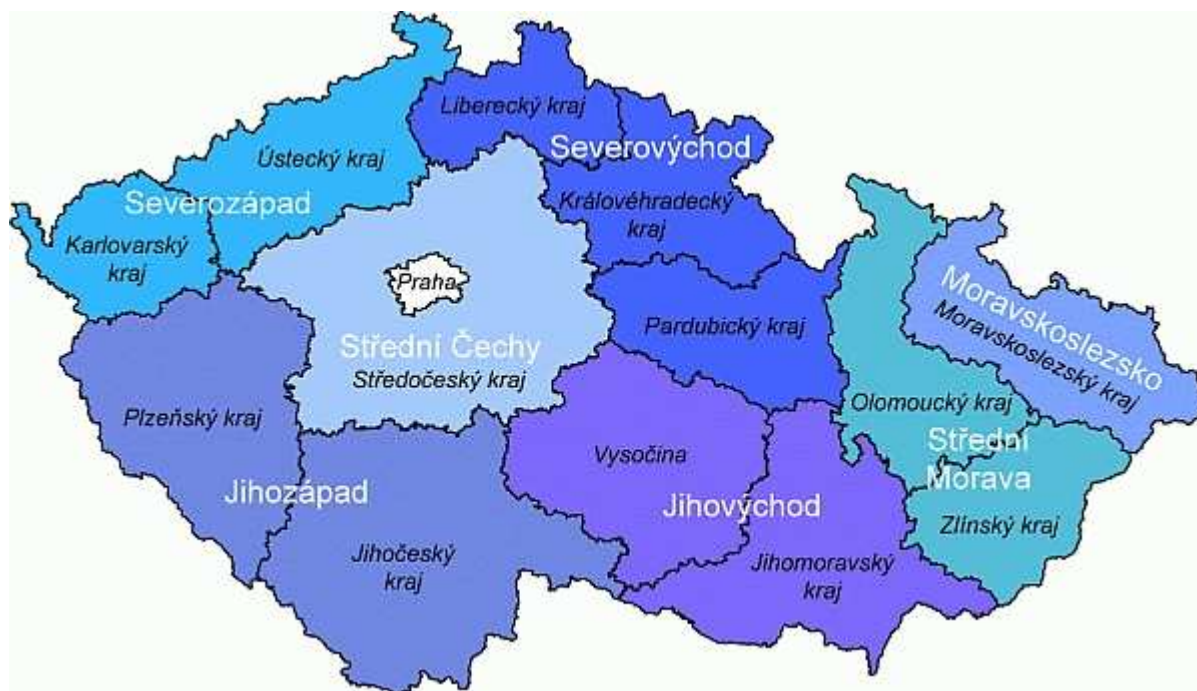 Liberecký kraj
Severovýchod
Ústecký kraj
Severozápad
Královéhradecký
kraj
Karlovarský
kraj
Praha
Moravskoslezsko
Moravskoslezský kraj
Pardubický kraj
Střední Čechy
Středočeský kraj
Plzeňský kraj
Olomoucký kraj
Střední
Morava
Vysočina
Jihozápad
Jihovýchod
Zlínský kraj
Jihočeský
kraj
Jihomoravský
kraj